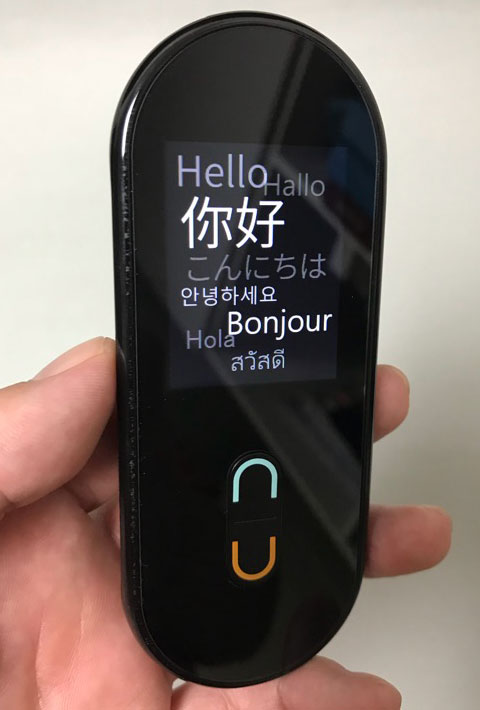 Hello
Hallo
你好
こんにちは
안녕하세요
Bonjour
Hola
สวัสดี